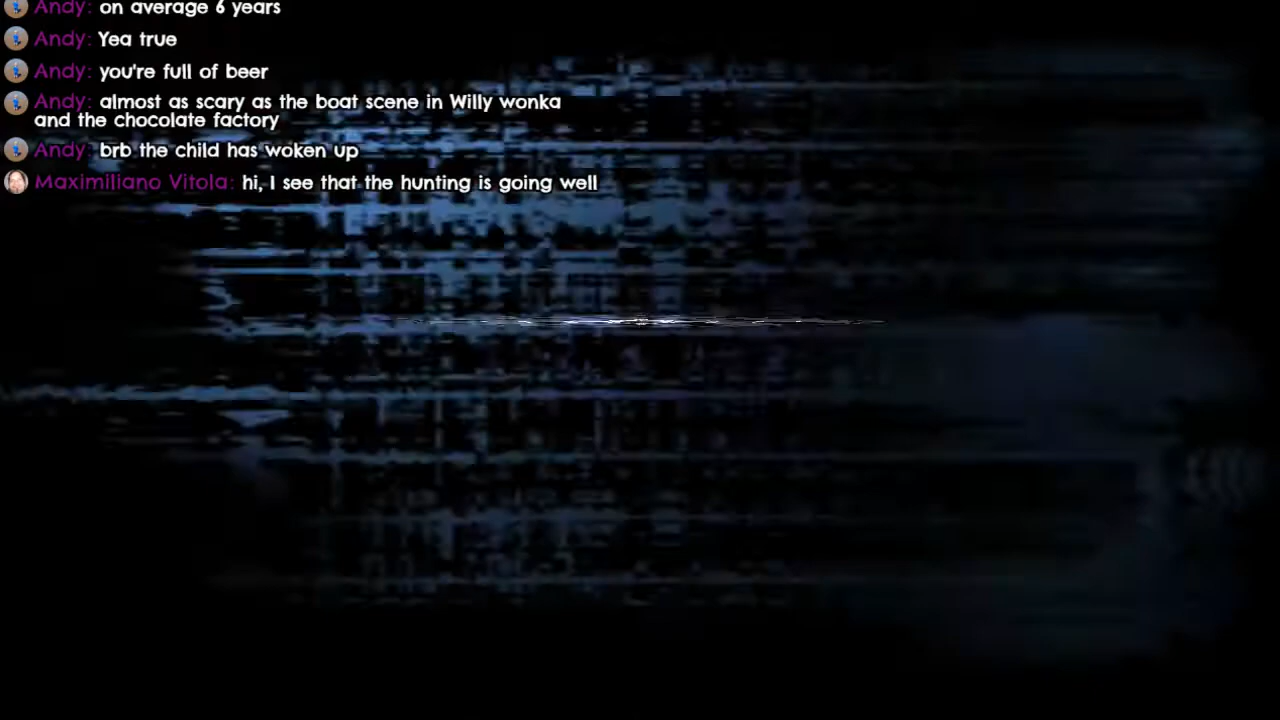 Andy: on average 6 years
Andy: Yea true
Andy: you're full of beer
Andy: almost as scary as the boat scene in Willy wonka
and the chocolate factory
Andy: brb the child has woken up
Maximiliano Vitola: hi, I see that the hunting is going well